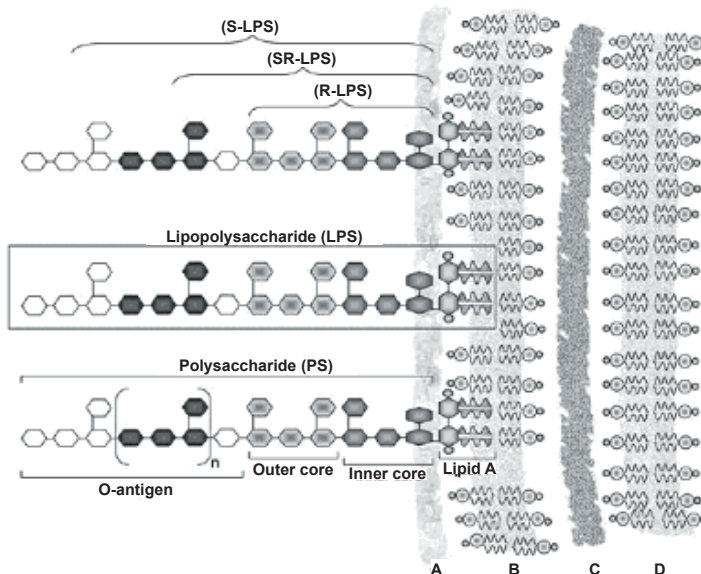 (S-LPS)
(SR-LPS)
(R-LPS)
Lipopolysaccharide (LPS)
Polysaccharide (PS)
n
Outer core
Inner core
Lipid A
O-antigen
A B C D